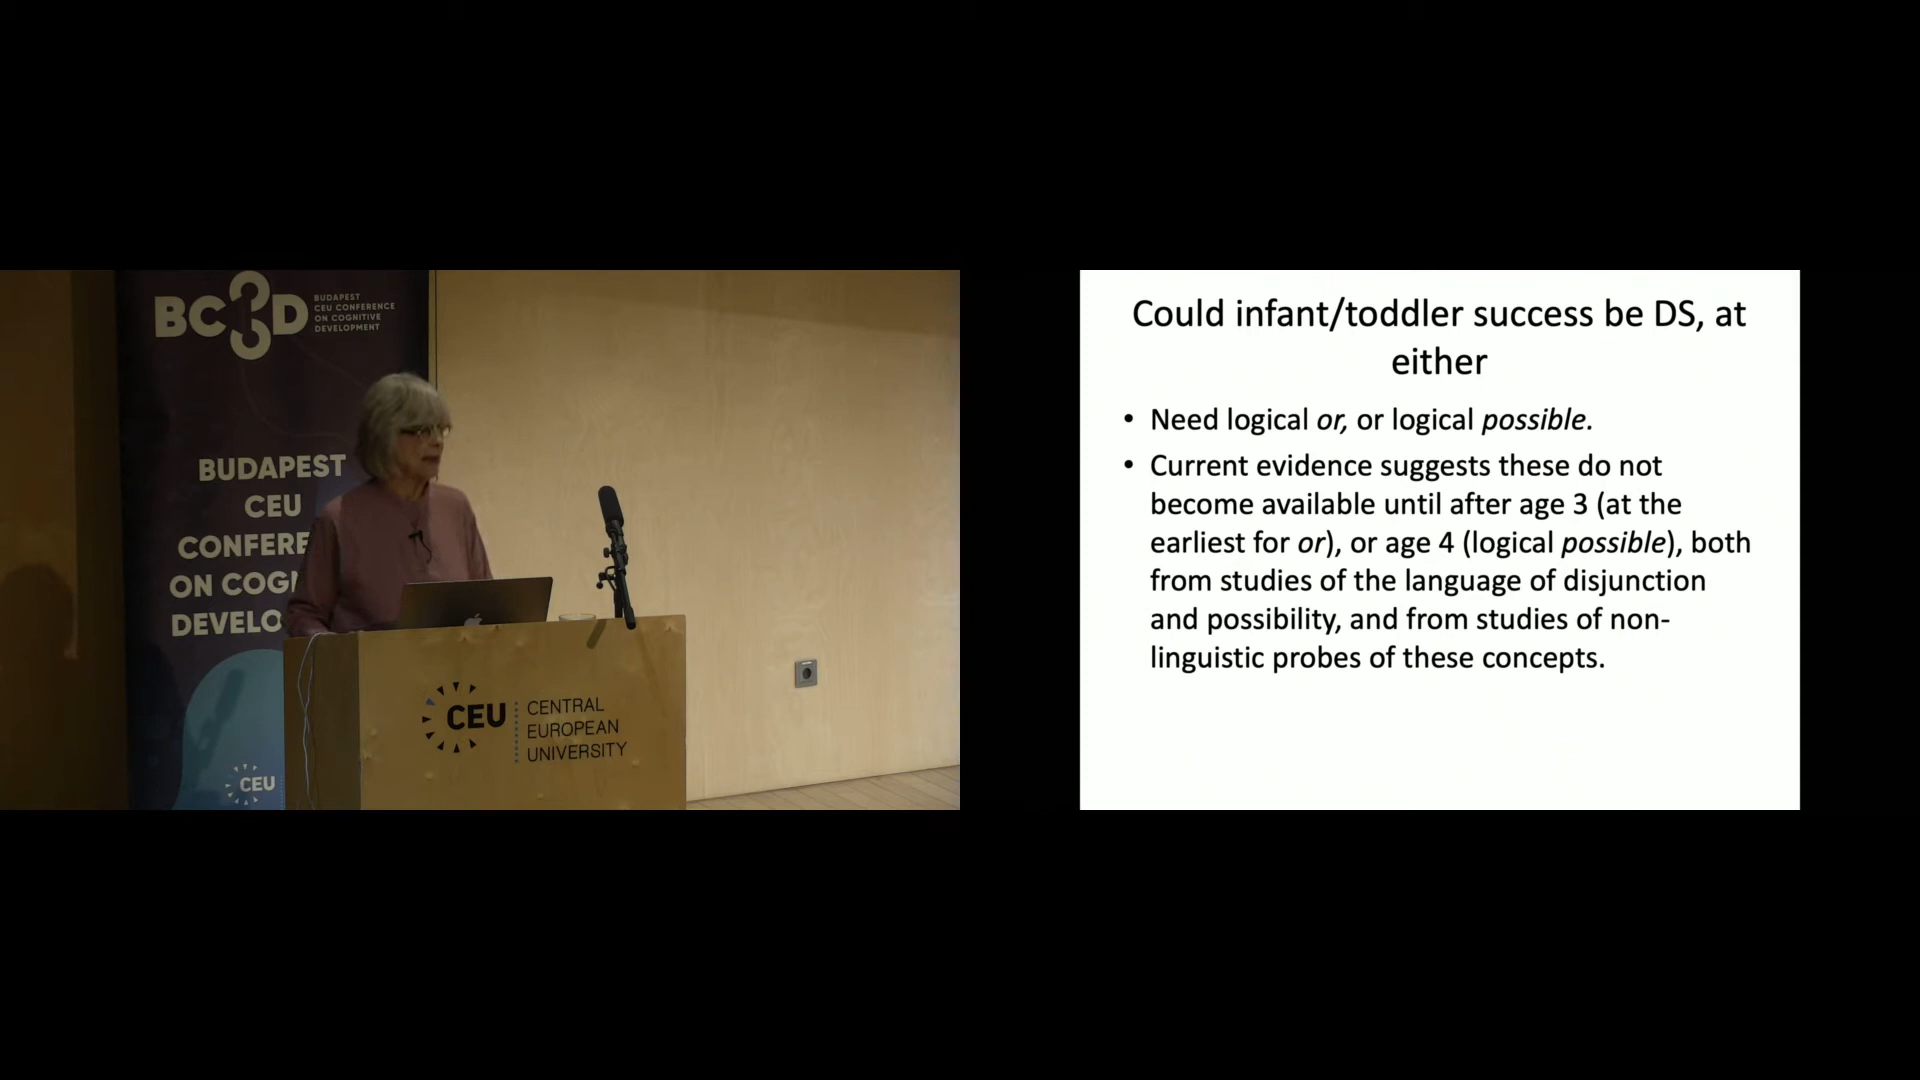 BC3D
BUDAPEST
CEU CONFERENCE
ON COGNITIVE
DEVELOPMENT
BUDAPEST
CEU
CONFERE
ON COG
DEVELO
CEU
CEU
CENTRAL
EUROPEAN
UNIVERSITY
Could infant/toddler success be DS, at
either
• Need logical or, or logical possible.
• Current evidence suggests these do not
become available until after age 3 (at the
earliest for or), or age 4 (logical possible), both
from studies of the language of disjunction
and possibility, and from studies of non-
linguistic probes of these concepts.